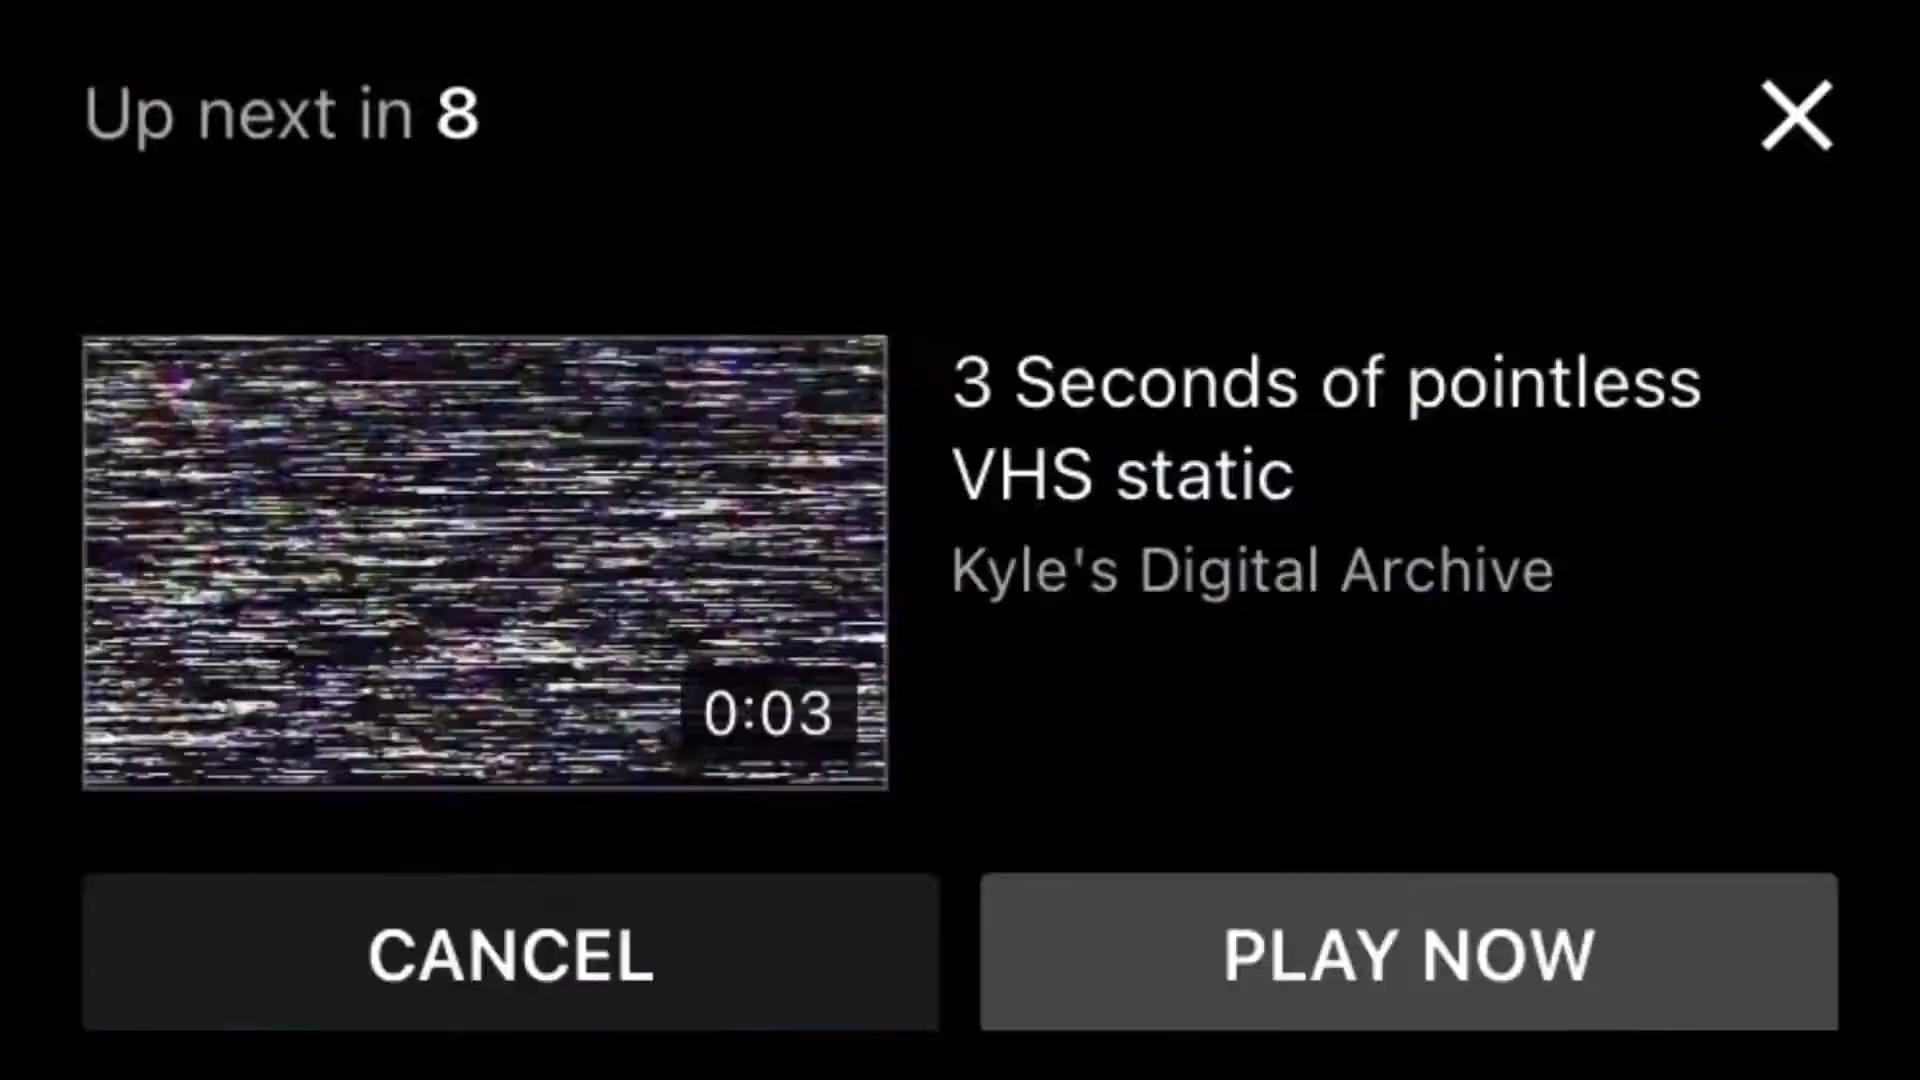 Up next in 8
3 Seconds of pointless
VHS static
Kyle's Digital Archive
0:03
CANCEL
PLAY NOW